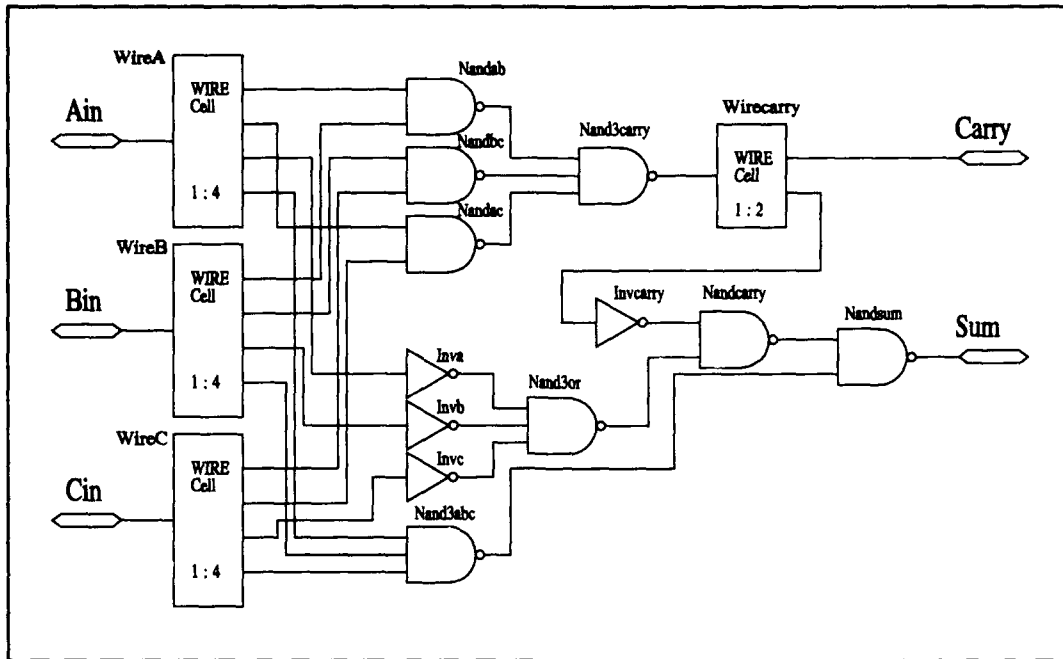 WireA
WIRE
Cell
1 : 4
Ain
Nandab
Nandbc
Nandac
Nand3carry
Wirecarry
WIRE
Cell
1 : 2
Carry
WireB
WIRE
Cell
1 : 4
Bin
Invcarry
Nandcarry
Nandsum
Sum
Inva
Invb
Invc
Nand3or
WireC
WIRE
Cell
1 : 4
Cin
Nand3abc